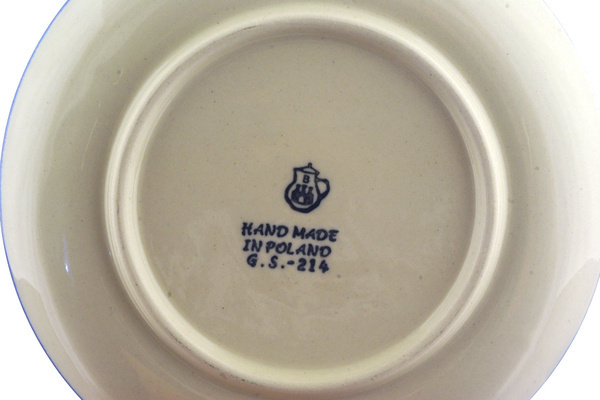 B
HAND MADE
IN POLAND
G.S.-214